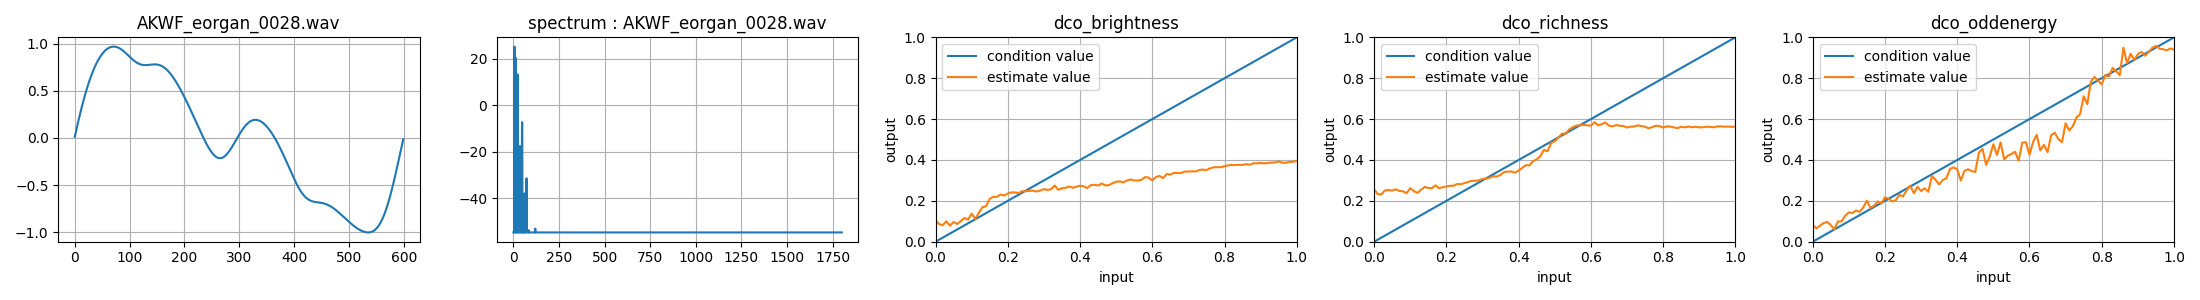 AKWF_eorgan_0028.wav
1.0
0.5
0.0
−0.5
−1.0
0 100 200 300 400 500 600
spectrum : AKWF_eorgan_0028.wav
20
0
−20
−40
0 250 500 750 1000 1250 1500 1750
dco_brightness
condition value
estimate value
output
1.0
0.8
0.6
0.4
0.2
0.0
0.0 0.2 0.4 0.6 0.8 1.0
input
dco_richness
condition value
estimate value
output
1.0
0.8
0.6
0.4
0.2
0.0
0.0 0.2 0.4 0.6 0.8 1.0
input
dco_oddenergy
condition value
estimate value
output
1.0
0.8
0.6
0.4
0.2
0.0
0.0 0.2 0.4 0.6 0.8 1.0
input